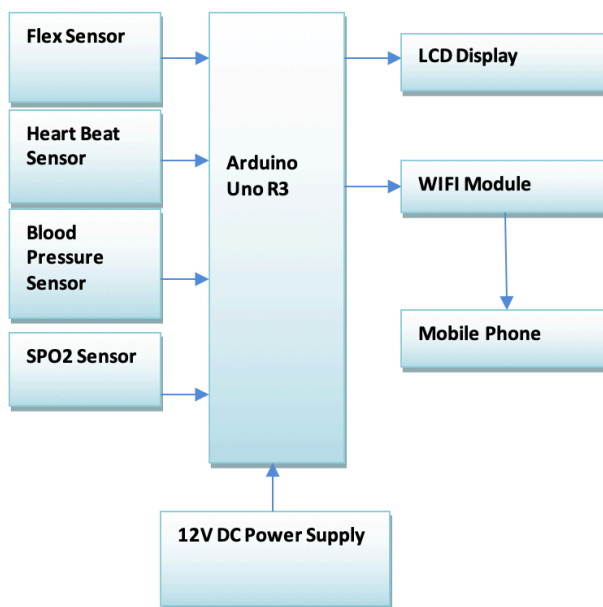 Flex Sensor
Heart Beat
Sensor
Blood
Pressure
Sensor
SPO2 Sensor
Arduino
Uno R3
LCD Display
WIFI Module
Mobile Phone
12V DC Power Supply